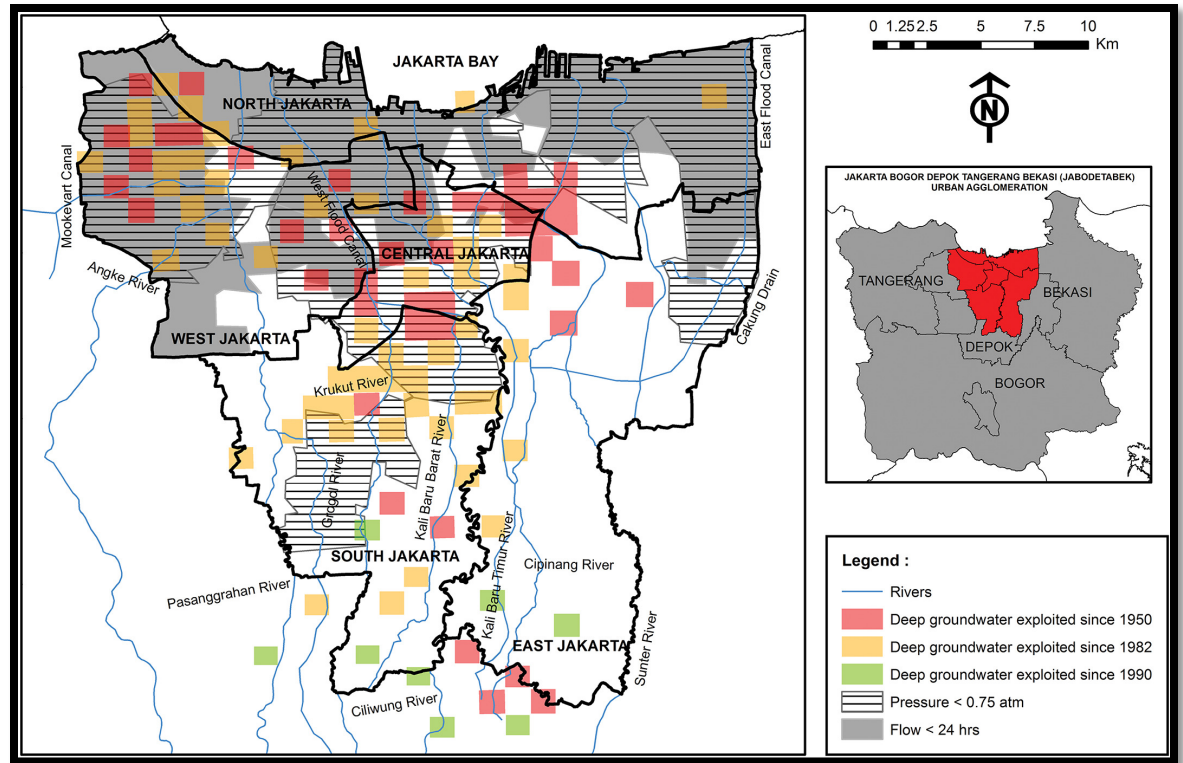 JAKARTA BAY
NORTH JAKARTA
East Flood Canal
Mookevart Canal
West Flood Canal
CENTRAL JAKARTA
Angke River
WEST JAKARTA
Cakung Drain
Krukut River
Grogol River
Kali Baru Barat River
SOUTH JAKARTA
Kali Baru Timur River
Cipinang River
Pasanggrahan River
EAST JAKARTA
Sunter River
Ciliwung River
0 1.25 2.5 5 7.5 10
Km
N
JAKARTA BOGOR DEPOK TANGERANG BEKASI (JABODETABEK)
URBAN AGGLOMERATION
TANGERANG
BEKASI
DEPOK
BOGOR
Legend :
Rivers
Deep groundwater exploited since 1950
Deep groundwater exploited since 1982
Deep groundwater exploited since 1990
Pressure < 0.75 atm
Flow < 24 hrs